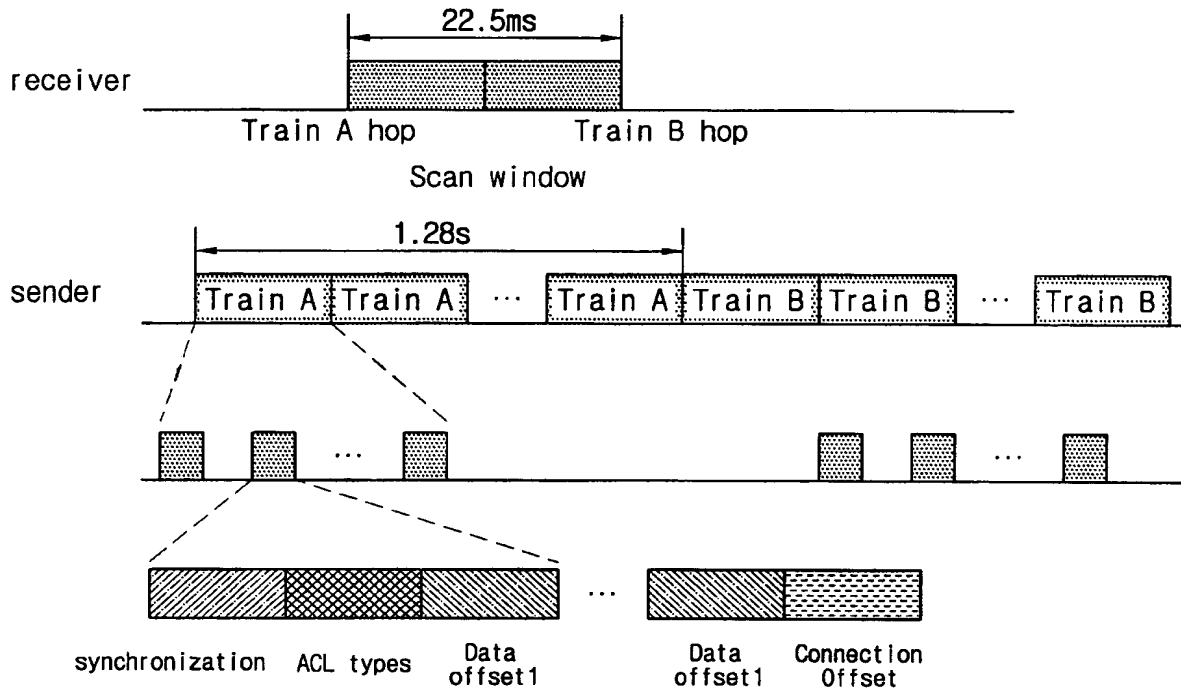 22.5ms
receiver
Train A hop Train B hop
Scan window
1.28s
sender
Train A Train A ... Train A Train B Train B ... Train B
...
...
...
synchronization ACL types Data offset1 Data offset1 Connection Offset